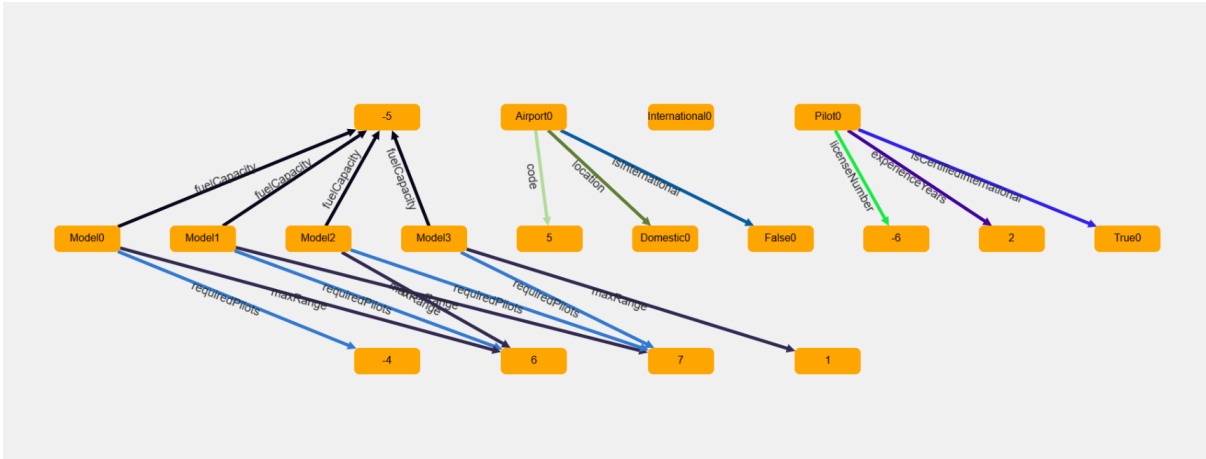 -5
Airport0
International0
Pilot0
fuelCapacity
fuelCapacity
fuelCapacity
fuelCapacity
code
location
isInternational
licenseNumber
experienceYears
isCertifiedInternational
Model0
Model1
Model2
Model3
5
Domestic0
False0
-6
2
True0
requiredPilots
maxRange
requiredPilots
maxRange
maxRange
requiredPilots
requiredPilots
maxRange
-4
6
7
1